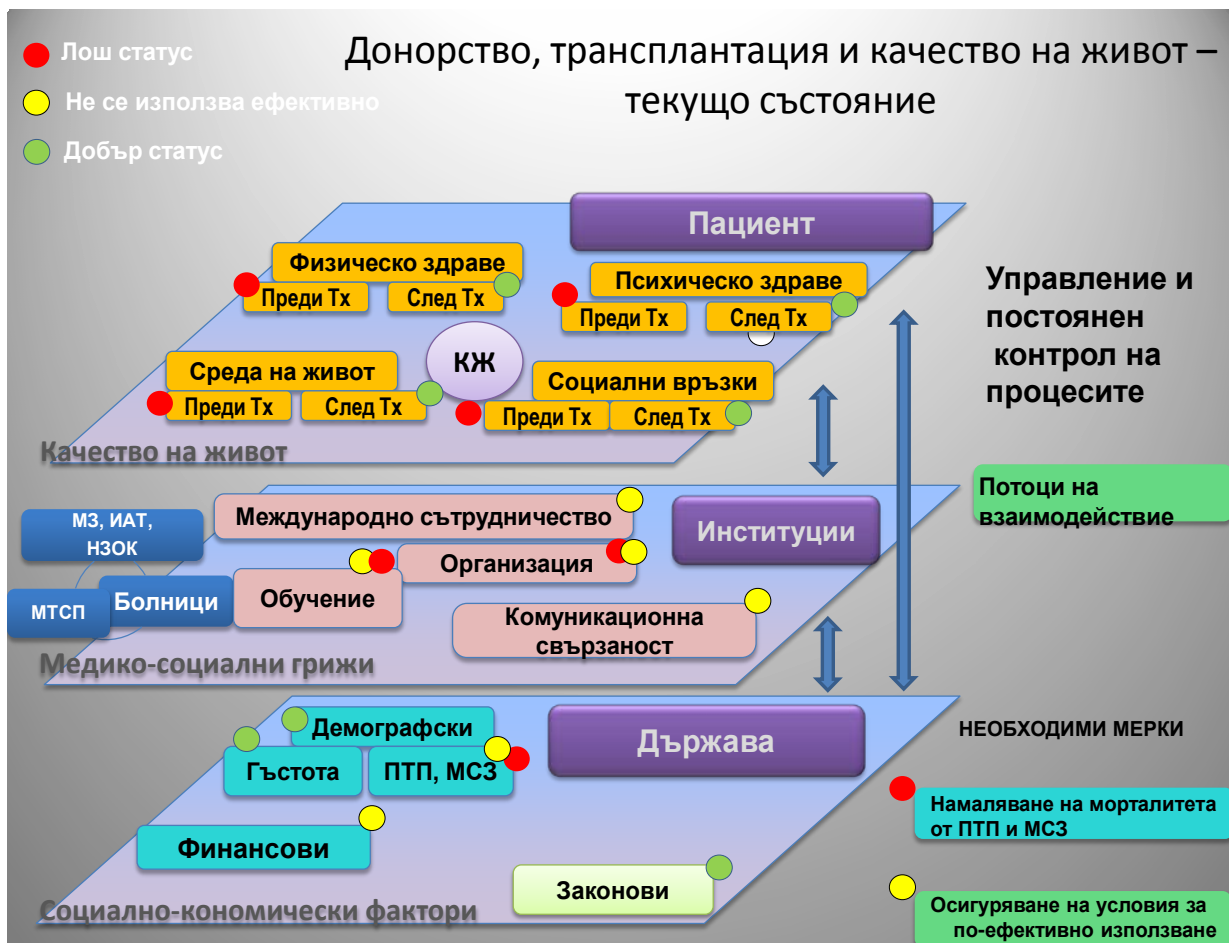 Донорство, трансплантация и качество на живот –
текущо състояние
Лош статус
Не се използва ефективно
Добър статус
Пациент
Физическо здраве
Преди Тх
След Тх
Психическо здраве
Преди Тх
След Тх
КЖ
Среда на живот
Преди Тх
След Тх
Социални връзки
Преди Тх
След Тх
Качество на живот
Управление и
постоянен
контрол на
процесите
Потоци на
взаимодействие
Институции
Международно сътрудничество
МЗ, ИАТ,
НЗОК
Организация
Обучение
Болници
МТСП
Комуникационна
свързаност
Медико-социални грижи
Държава
Демографски
Гъстота
ПТП, МСЗ
Финансови
Законови
Социално-кономически фактори
НЕОБХОДИМИ МЕРКИ
Намаляване на морталитета
от ПТП и МСЗ
Осигуряване на условия за
по-ефективно използване